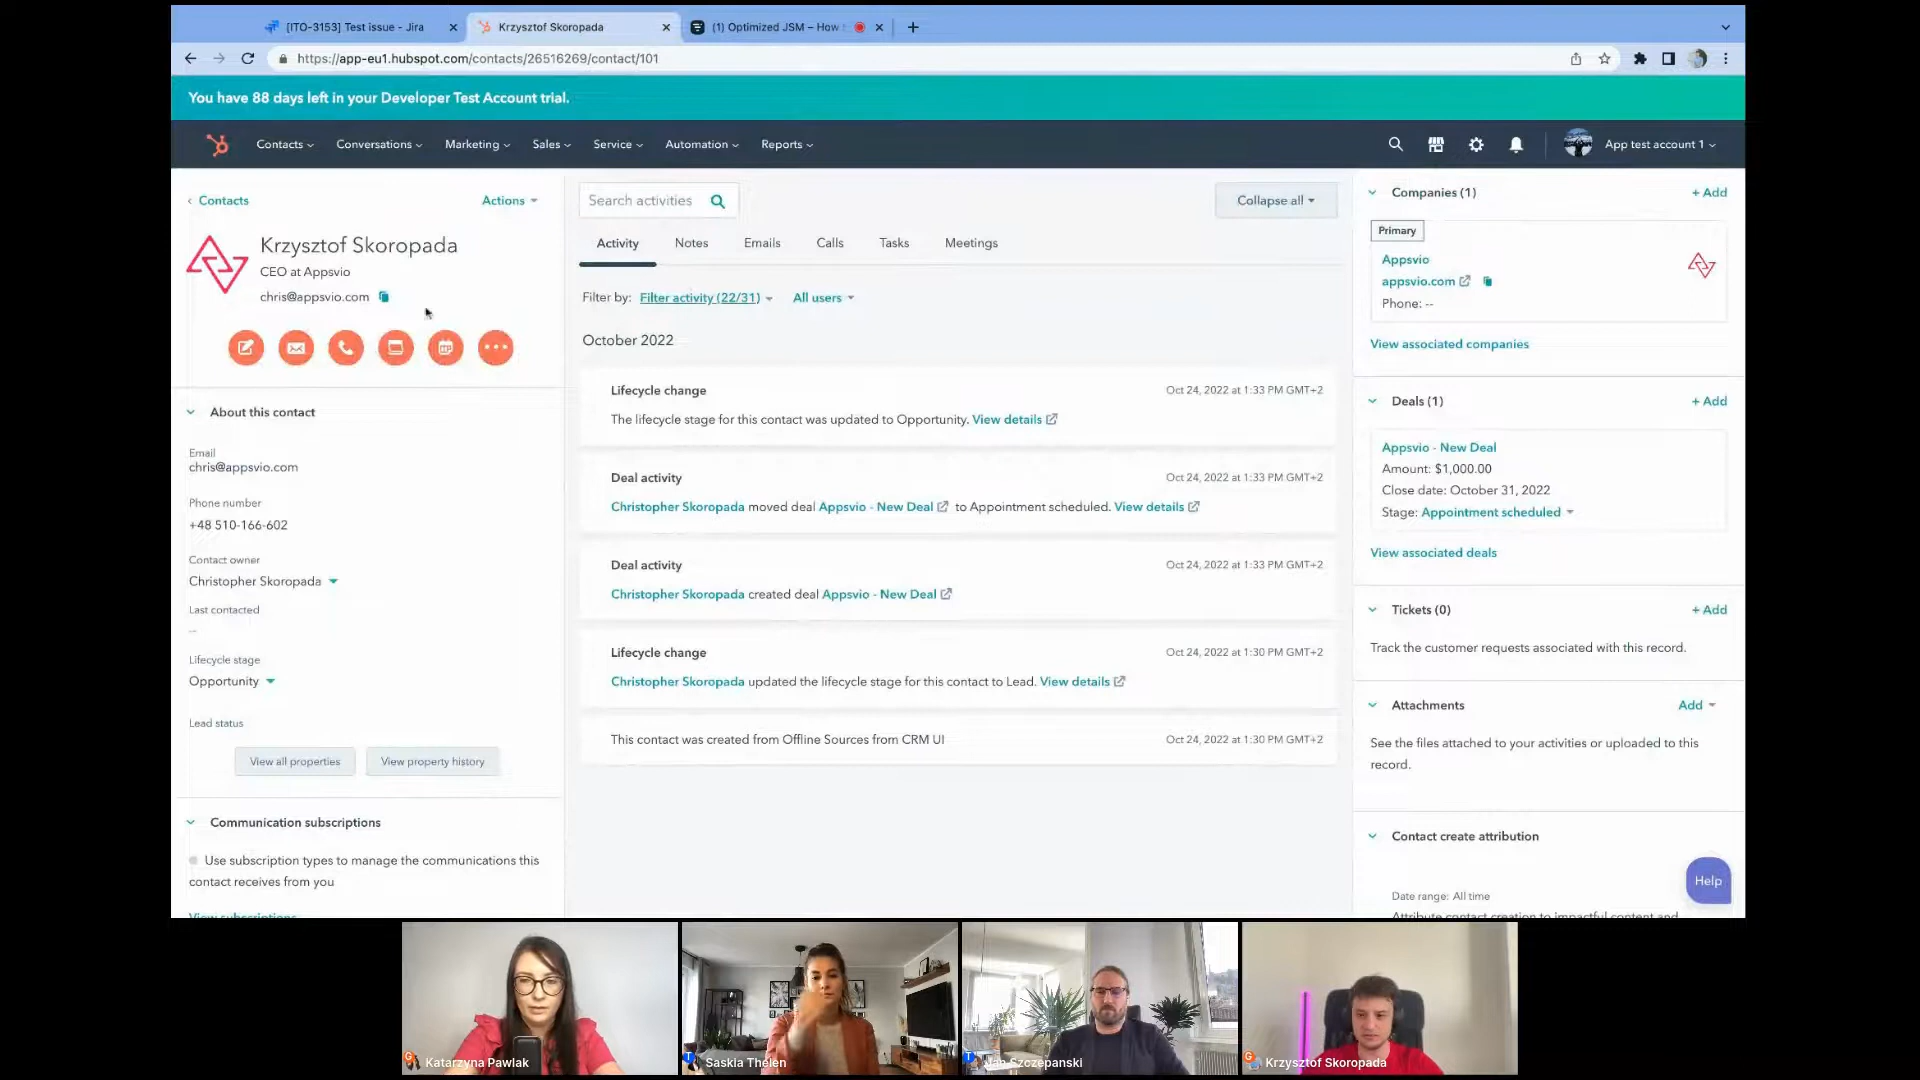 [ITO-3153] Test issue - Jira
Krzysztof Skoropada
(1) Optimized JSM – How
https://app-eu1.hubspot.com/contacts/26516269/contact/101
You have 88 days left in your Developer Test Account trial.
Contacts
Conversations
Marketing
Sales
Service
Automation
Reports
App test account 1
Contacts
Actions
Krzysztof Skoropada
CEO at Appsvio
chris@appsvio.com
About this contact
Email
chris@appsvio.com
Phone number
+48 510-166-602
Contact owner
Christopher Skoropada
Last contacted
--
Lifecycle stage
Opportunity
Lead status
View all properties
View property history
Communication subscriptions
Use subscription types to manage the communications this
contact receives from you
View subscriptions
Search activities
Collapse all
Activity
Notes
Emails
Calls
Tasks
Meetings
Filter by: Filter activity (22/31) All users
October 2022
Lifecycle change
Oct 24, 2022 at 1:33 PM GMT+2
The lifecycle stage for this contact was updated to Opportunity. View details
Deal activity
Oct 24, 2022 at 1:33 PM GMT+2
Christopher Skoropada moved deal Appsvio - New Deal to Appointment scheduled. View details
Deal activity
Oct 24, 2022 at 1:33 PM GMT+2
Christopher Skoropada created deal Appsvio - New Deal
Lifecycle change
Oct 24, 2022 at 1:30 PM GMT+2
Christopher Skoropada updated the lifecycle stage for this contact to Lead. View details
This contact was created from Offline Sources from CRM UI
Oct 24, 2022 at 1:30 PM GMT+2
Companies (1)
+ Add
Primary
Appsvio
appsvio.com
Phone: --
View associated companies
Deals (1)
+ Add
Appsvio - New Deal
Amount: $1,000.00
Close date: October 31, 2022
Stage: Appointment scheduled
View associated deals
Tickets (0)
+ Add
Track the customer requests associated with this record.
Attachments
Add
See the files attached to your activities or uploaded to this
record.
Contact create attribution
Date range: All time
Attribute contact creation to impactful content and
Help
Katarzyna Pawlak
Saskia Thelen
Jan Szczepanski
Krzysztof Skoropada